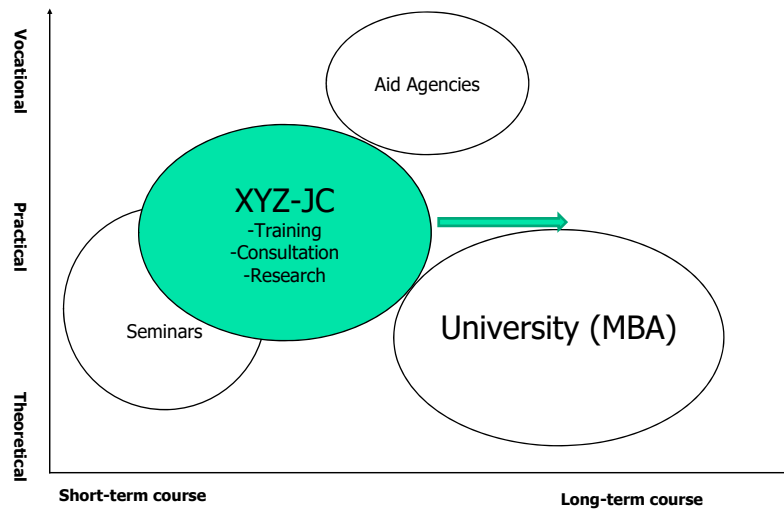 Vocational
Aid Agencies
Practical
XYZ-JC
-Training
-Consultation
-Research
Seminars
University (MBA)
Theoretical
Short-term course
Long-term course